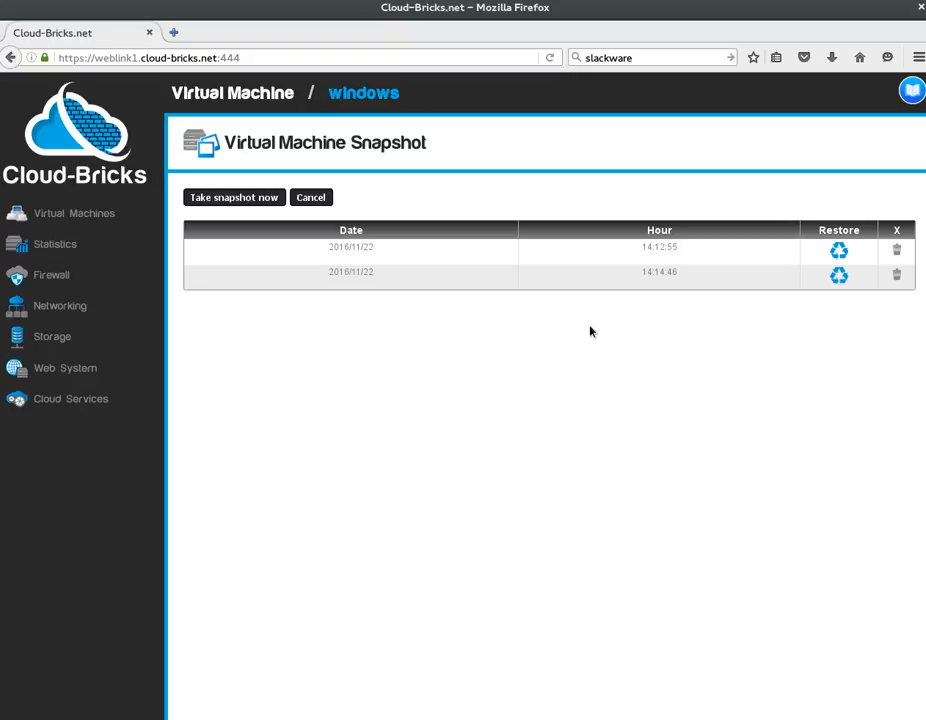 Cloud-Bricks.net – Mozilla Firefox
Cloud-Bricks.net
https://weblink1.cloud-bricks.net:444
slackware
Virtual Machine / windows
Virtual Machine Snapshot
Cloud-Bricks
Take snapshot now Cancel
Virtual Machines
Statistics
Firewall
Networking
Storage
Web System
Cloud Services
Date Hour Restore X
2016/11/22 14:12:55
2016/11/22 14:14:46